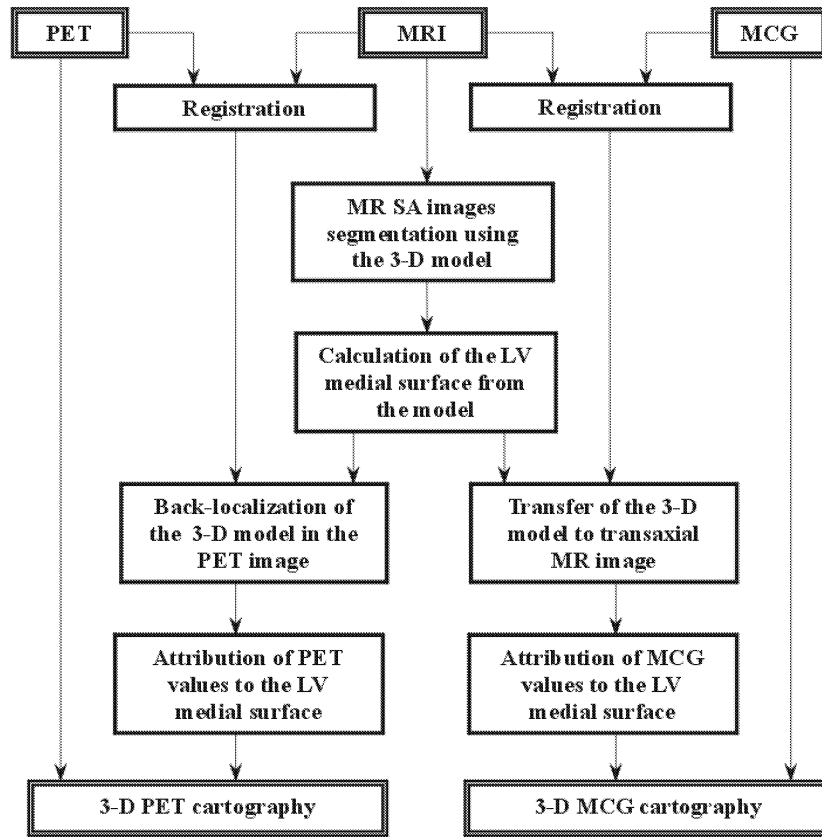 PET
MRI
MCG
Registration
Registration
MR SA images
segmentation using
the 3-D model
Calculation of the LV
medial surface from
the model
Back-localization of
the 3-D model in the
PET image
Transfer of the 3-D
model to transaxial
MR image
Attribution of PET
values to the LV
medial surface
Attribution of MCG
values to the LV
medial surface
3-D PET cartography
3-D MCG cartography